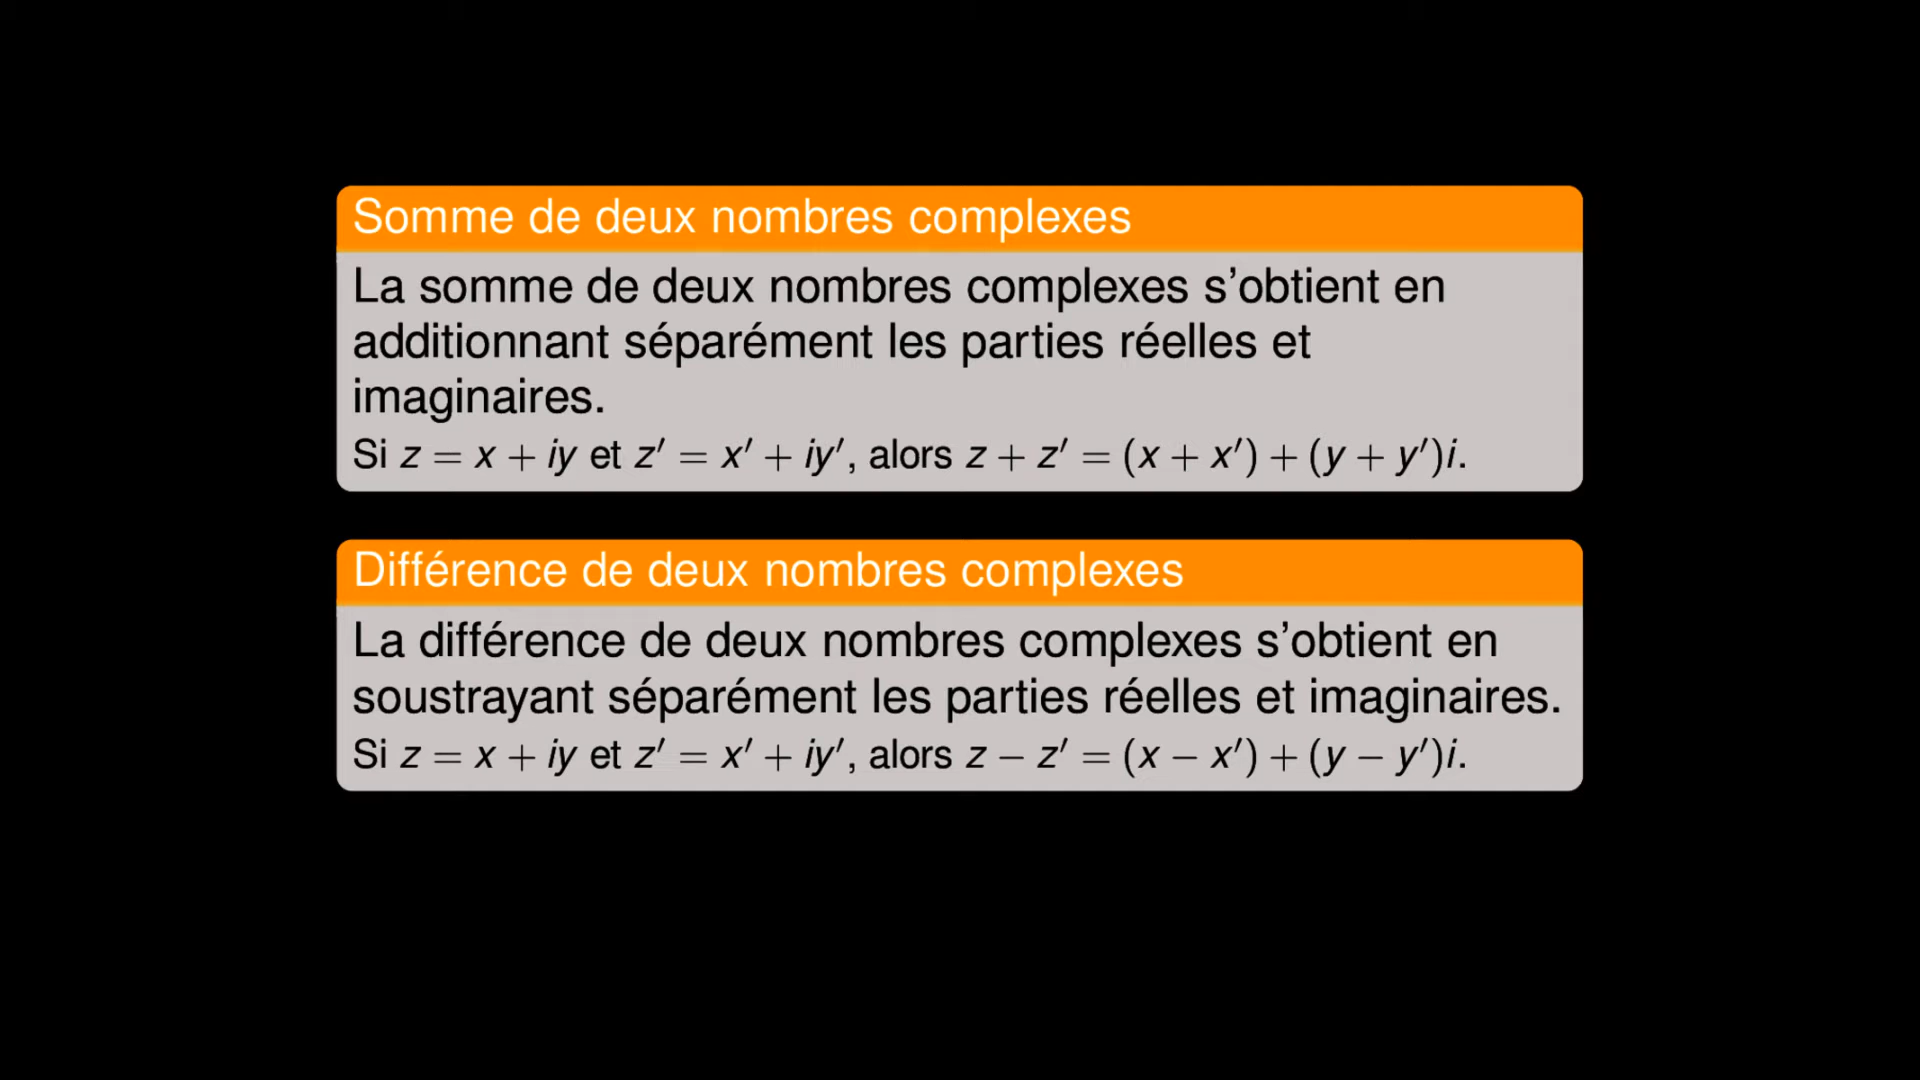 Somme de deux nombres complexes
La somme de deux nombres complexes s'obtient en
additionnant séparément les parties réelles et
imaginaires.
Si z = x + iy et z′ = x′ + iy′, alors z + z′ = (x + x′) + (y + y′)i.
Différence de deux nombres complexes
La différence de deux nombres complexes s'obtient en
soustrayant séparément les parties réelles et imaginaires.
Si z = x + iy et z′ = x′ + iy′, alors z − z′ = (x − x′) + (y − y′)i.